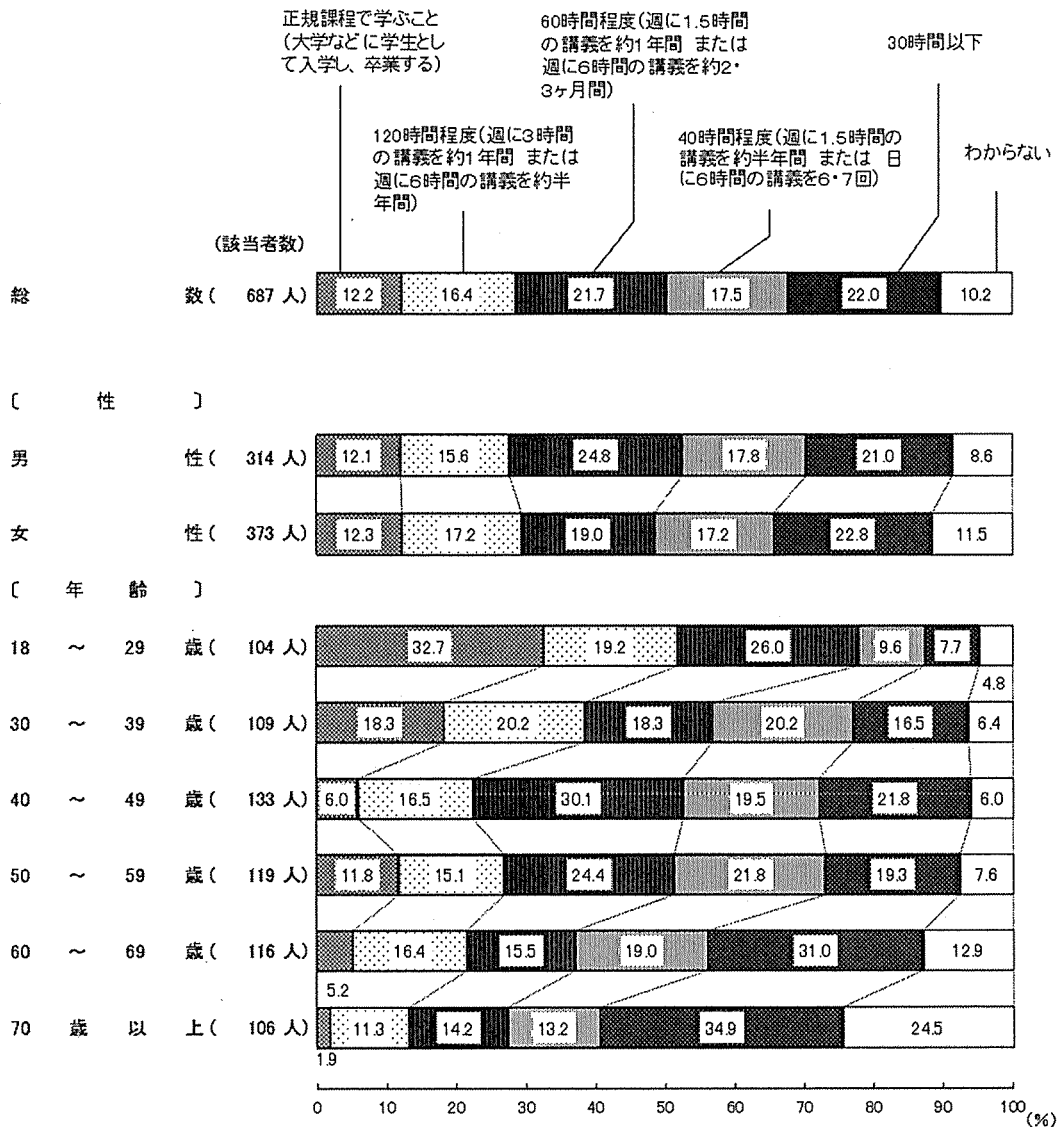 正規課程で学ぶこと
(大学などに学生とし
て入学し、卒業する)
60時間程度(週に1.5時間
の講義を約1年間 または
週に6時間の講義を約2・
3ヶ月間)
30時間以下
120時間程度(週に3時間
の講義を約1年間 または
週に6時間の講義を約半
年間)
40時間程度(週に1.5時間の
講義を約半年間 または 日
に6時間の講義を6・7回)
わからない
(該当者数)
総 数( 687 人) 12.2 16.4 21.7 17.5 22.0 10.2
〔 性 〕
男 性( 314 人) 12.1 15.6 24.8 17.8 21.0 8.6
女 性( 373 人) 12.3 17.2 19.0 17.2 22.8 11.5
〔 年 齢 〕
18 ～ 29 歳( 104 人) 32.7 19.2 26.0 9.6 7.7
4.8
30 ～ 39 歳( 109 人) 18.3 20.2 18.3 20.2 16.5 6.4
40 ～ 49 歳( 133 人) 6.0 16.5 30.1 19.5 21.8 6.0
50 ～ 59 歳( 119 人) 11.8 15.1 24.4 21.8 19.3 7.6
60 ～ 69 歳( 116 人) 16.4 15.5 19.0 31.0 12.9
5.2
70 歳 以 上( 106 人) 11.3 14.2 13.2 34.9 24.5
1.9
0 10 20 30 40 50 60 70 80 90 100
(%)